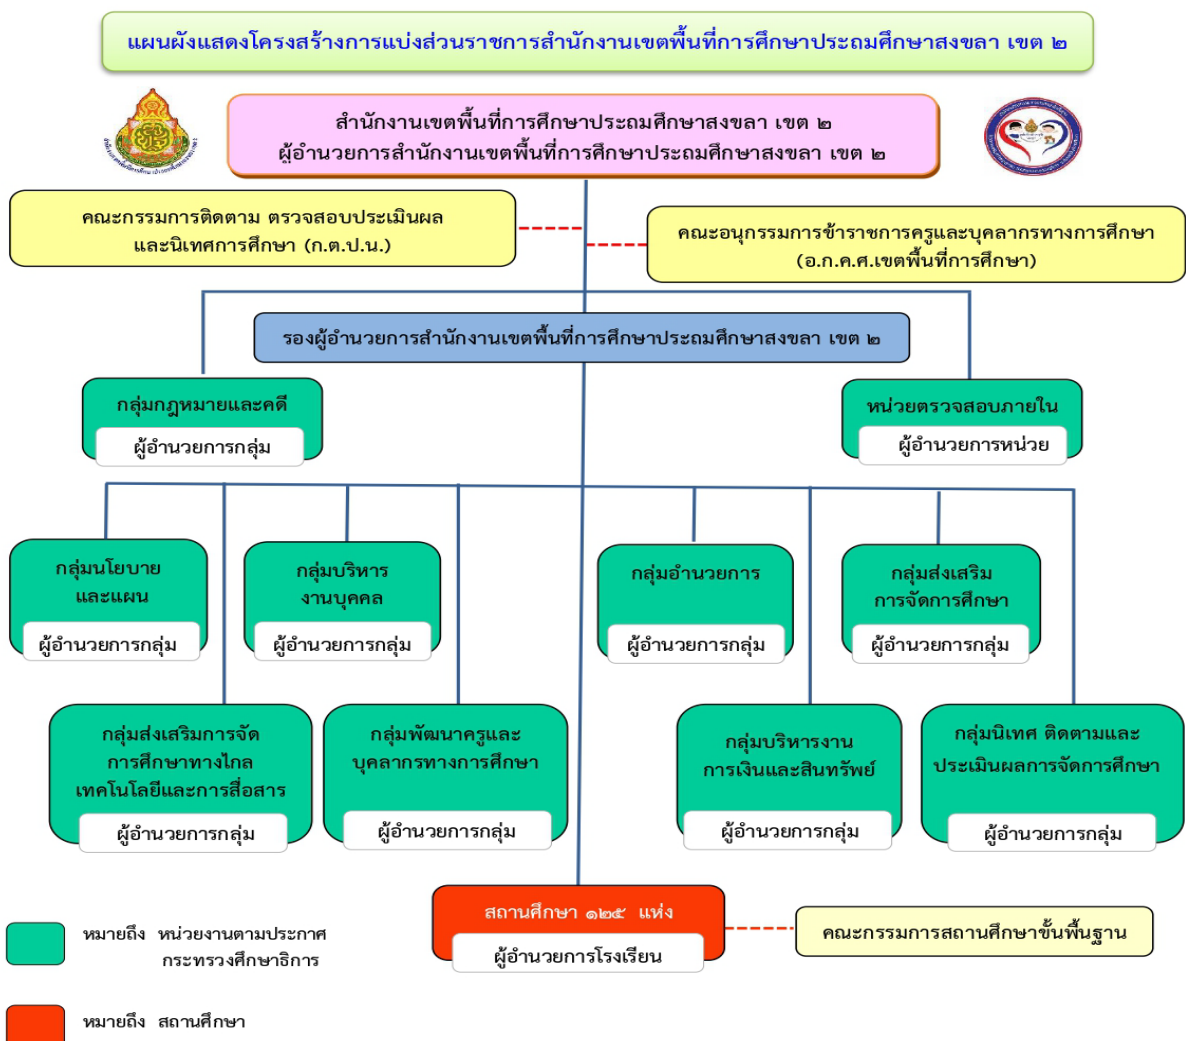 แผนผังแสดงโครงสร้างการแบ่งส่วนราชการสำนักงานเขตพื้นที่การศึกษาประถมศึกษาสงขลา เขต ๒
สำนักงานเขตพื้นที่การศึกษาประถมศึกษาสงขลา เขต ๒
ผู้อำนวยการสำนักงานเขตพื้นที่การศึกษาประถมศึกษาสงขลา เขต ๒
คณะกรรมการติดตาม ตรวจสอบประเมินผล
และนิเทศการศึกษา (ก.ต.ป.น.)
คณะอนุกรรมการข้าราชการครูและบุคลากรทางการศึกษา
(อ.ก.ค.ศ.เขตพื้นที่การศึกษา)
รองผู้อำนวยการสำนักงานเขตพื้นที่การศึกษาประถมศึกษาสงขลา เขต ๒
กลุ่มกฎหมายและคดี
ผู้อำนวยการกลุ่ม
หน่วยตรวจสอบภายใน
ผู้อำนวยการหน่วย
กลุ่มนโยบาย
และแผน
ผู้อำนวยการกลุ่ม
กลุ่มบริหาร
งานบุคคล
ผู้อำนวยการกลุ่ม
กลุ่มอำนวยการ
ผู้อำนวยการกลุ่ม
กลุ่มส่งเสริม
การจัดการศึกษา
ผู้อำนวยการกลุ่ม
กลุ่มส่งเสริมการจัด
การศึกษาทางไกล
เทคโนโลยีและการสื่อสาร
ผู้อำนวยการกลุ่ม
กลุ่มพัฒนาครูและ
บุคลากรทางการศึกษา
ผู้อำนวยการกลุ่ม
กลุ่มบริหารงาน
การเงินและสินทรัพย์
ผู้อำนวยการกลุ่ม
กลุ่มนิเทศ ติดตามและ
ประเมินผลการจัดการศึกษา
ผู้อำนวยการกลุ่ม
สถานศึกษา ๑๒๕ แห่ง
ผู้อำนวยการโรงเรียน
คณะกรรมการสถานศึกษาขั้นพื้นฐาน
หมายถึง หน่วยงานตามประกาศ
กระทรวงศึกษาธิการ
หมายถึง สถานศึกษา